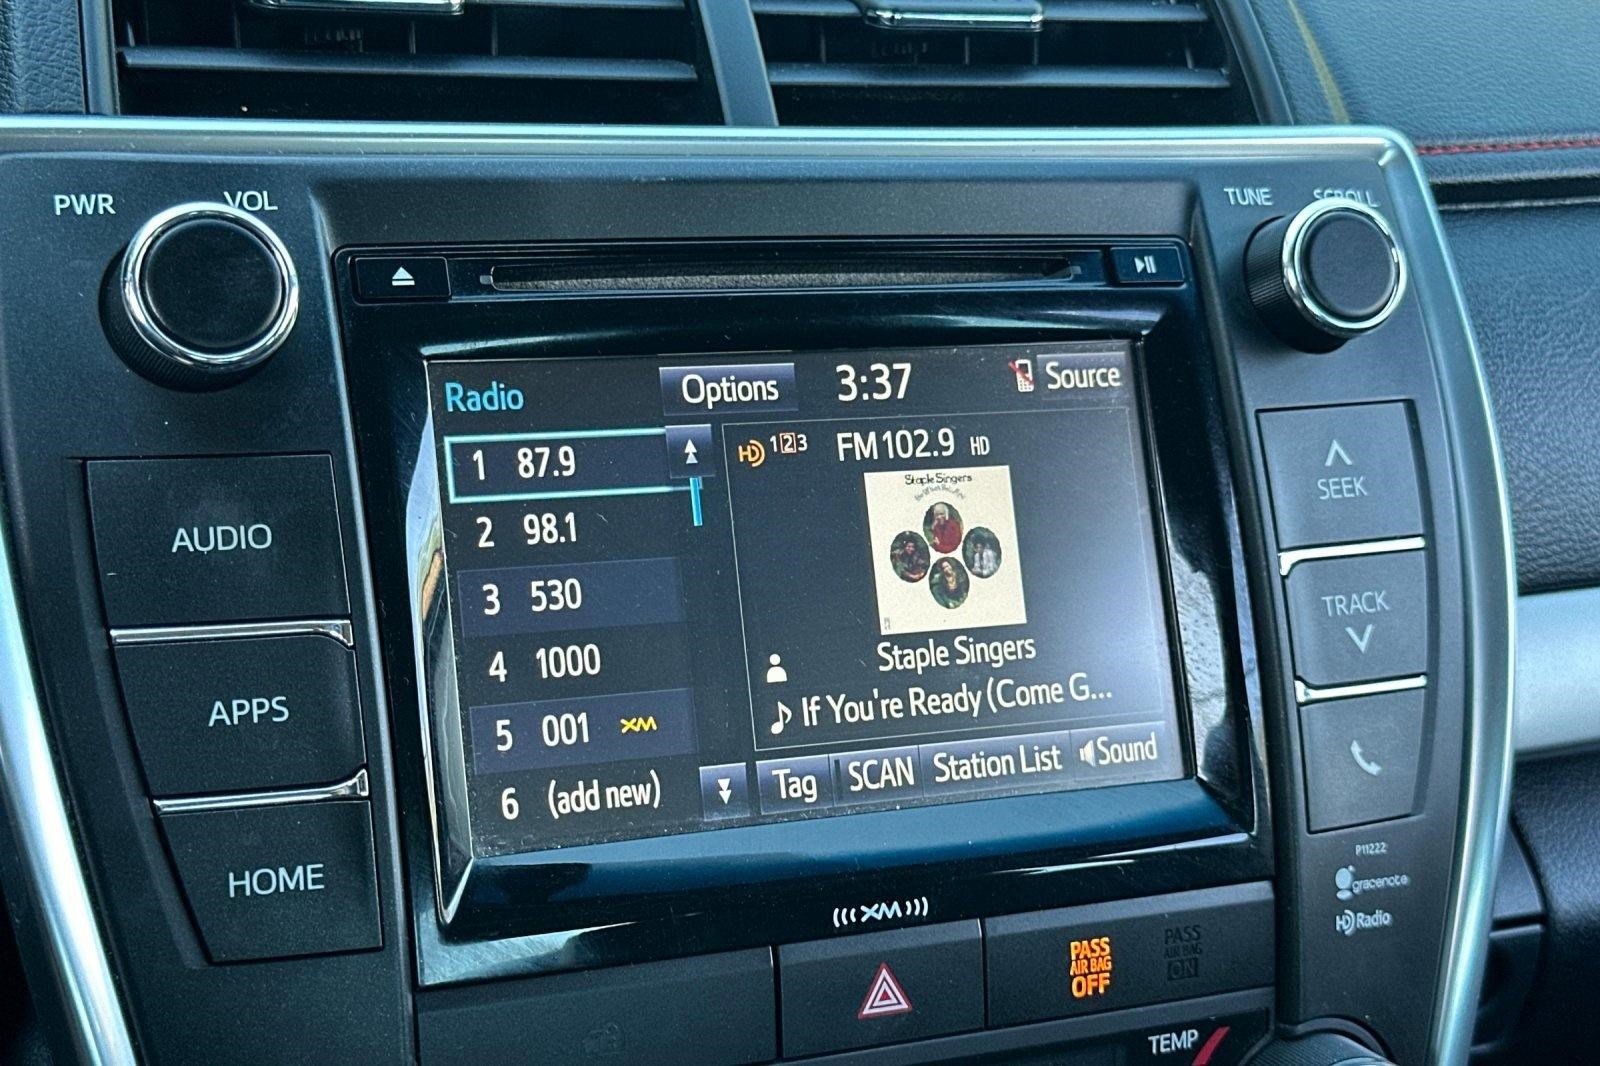 PWR
VOL
TUNE
SCROLL
Radio
Options
3:37
Source
1 87.9
2 98.1
3 530
4 1000
5 001 XM
6 (add new)
HD 1 2 3
FM 102.9 HD
Staple Singers
Staple Singers
If You're Ready (Come G...
Tag
SCAN
Station List
Sound
AUDIO
APPS
HOME
SEEK
TRACK
P11222
gracenote
HD Radio
(((XM)))
PASS
AIR BAG
OFF
PASS
AIR BAG
ON
TEMP